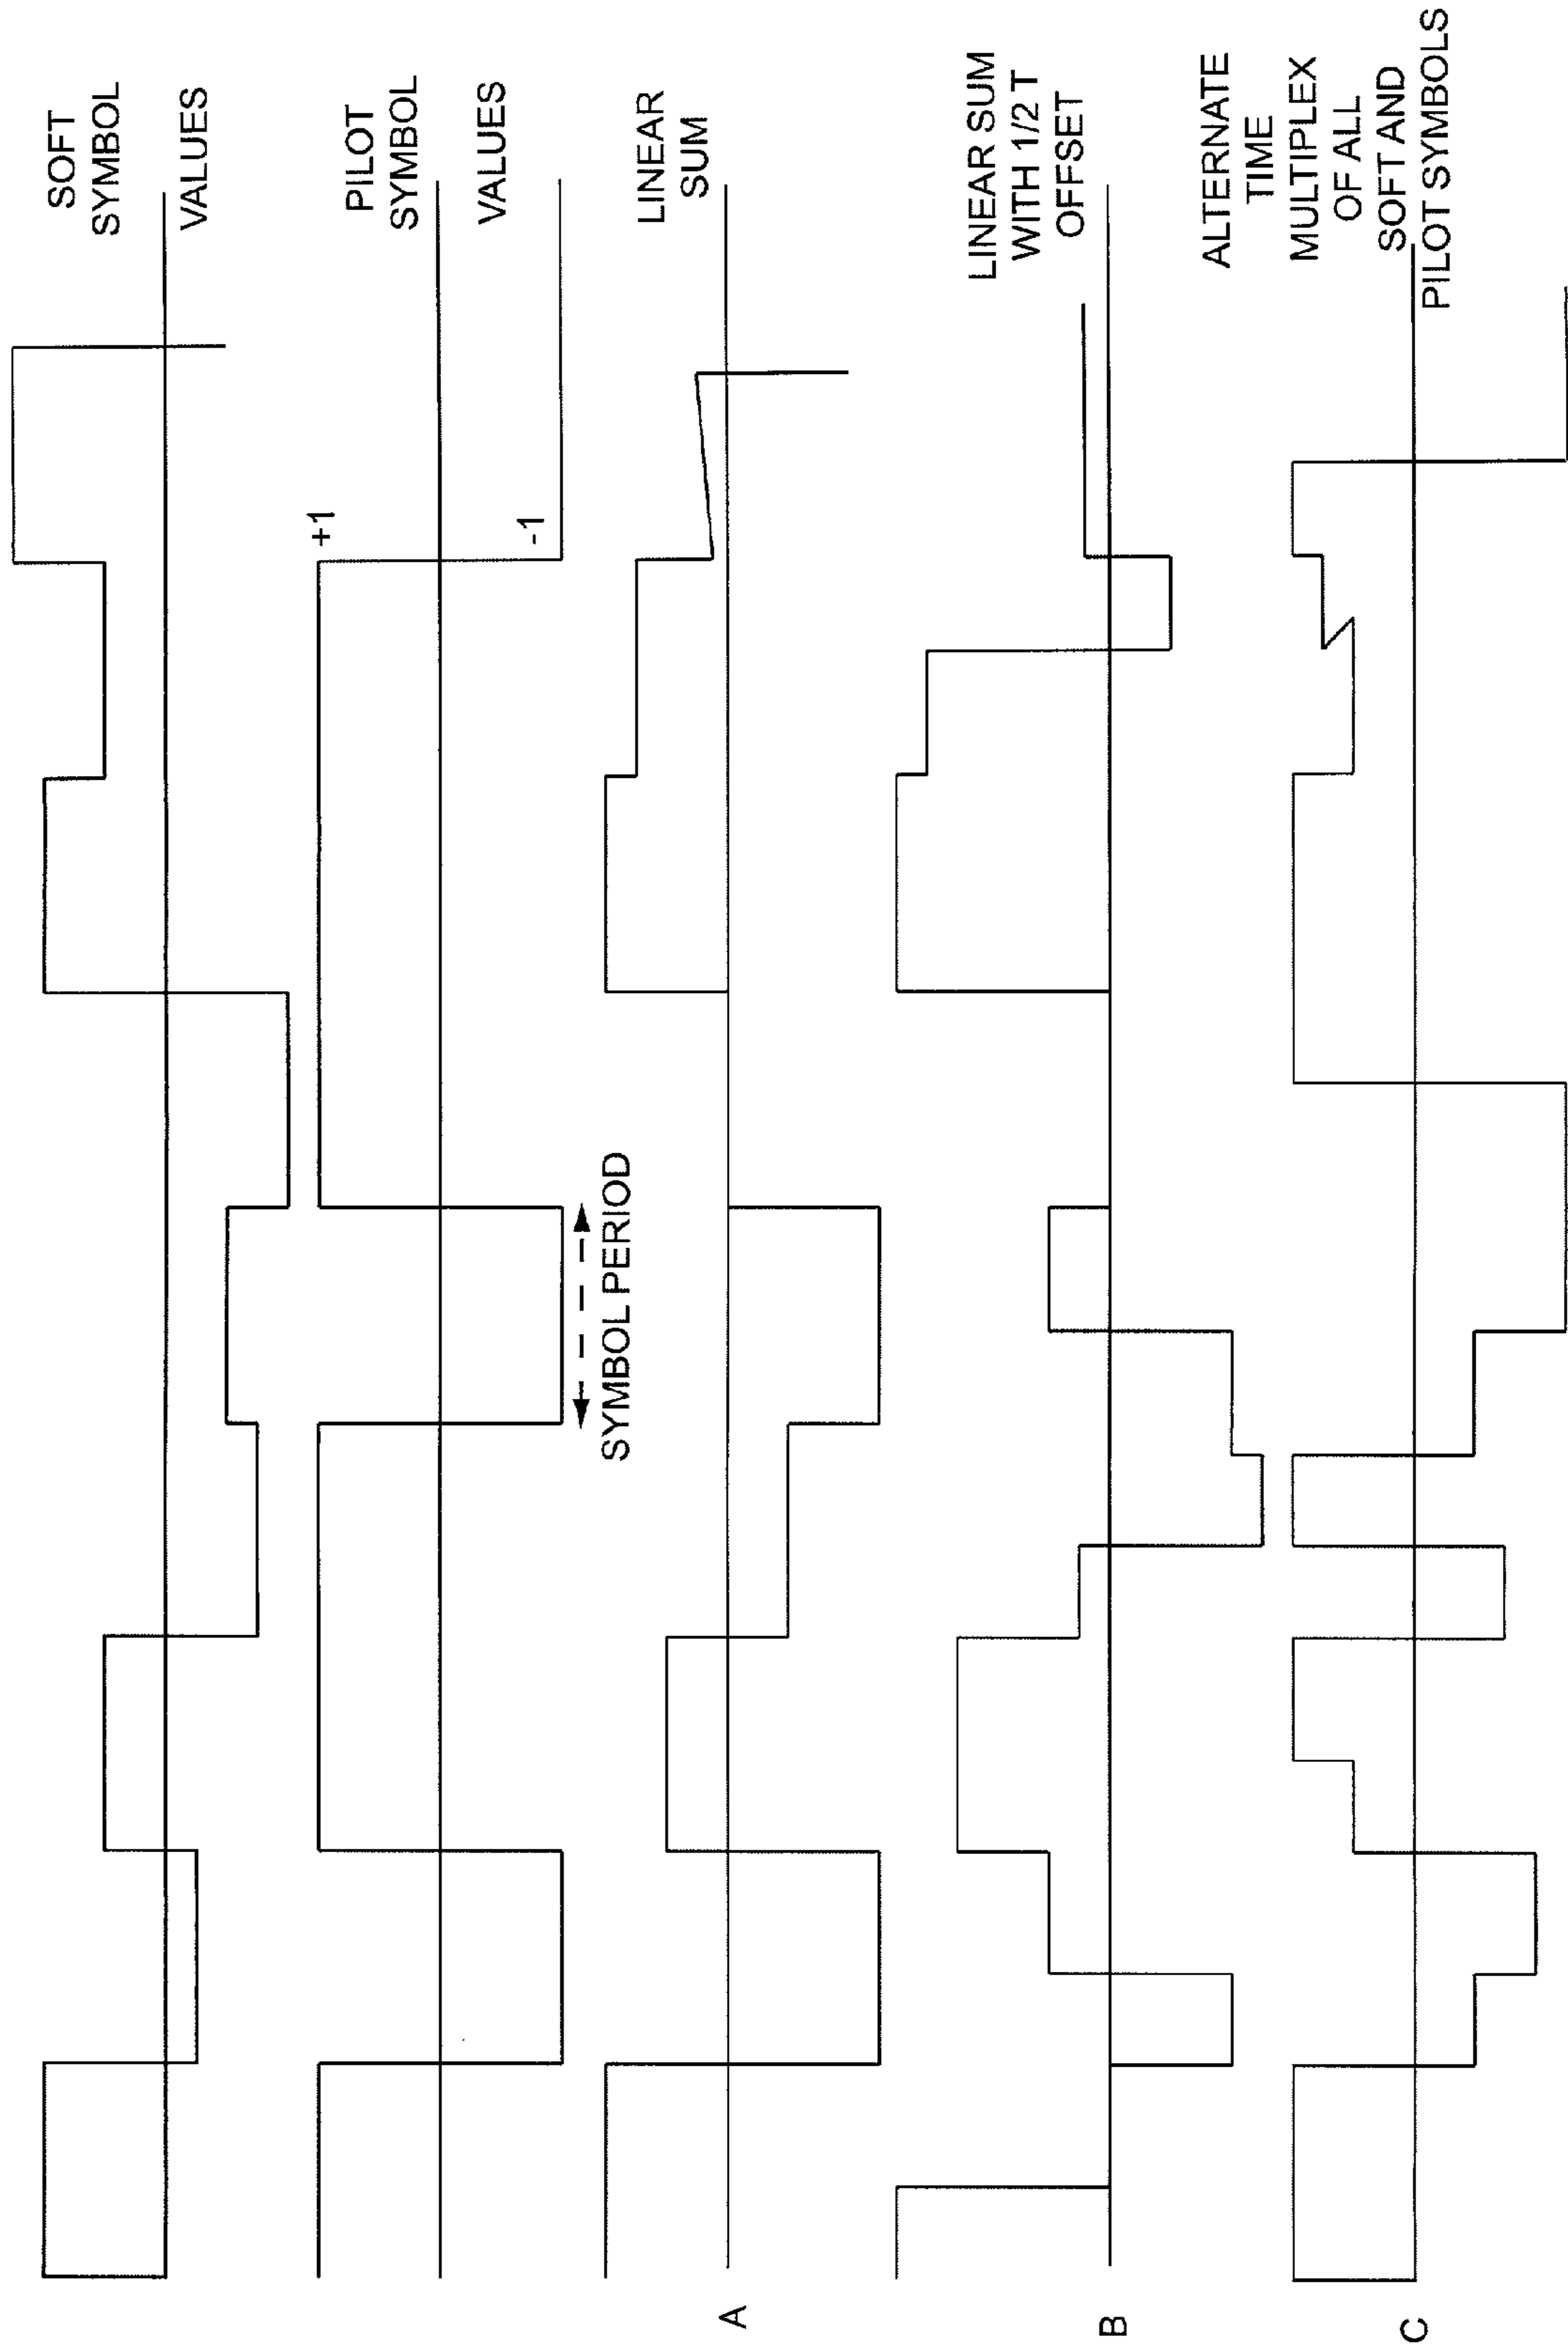 SOFT
SYMBOL
VALUES
PILOT
SYMBOL
VALUES
+1
-1
SYMBOL PERIOD
LINEAR
SUM
A
LINEAR SUM
WITH 1/2 T
OFFSET
B
ALTERNATE
TIME
MULTIPLEX
OF ALL
SOFT AND
PILOT SYMBOLS
C